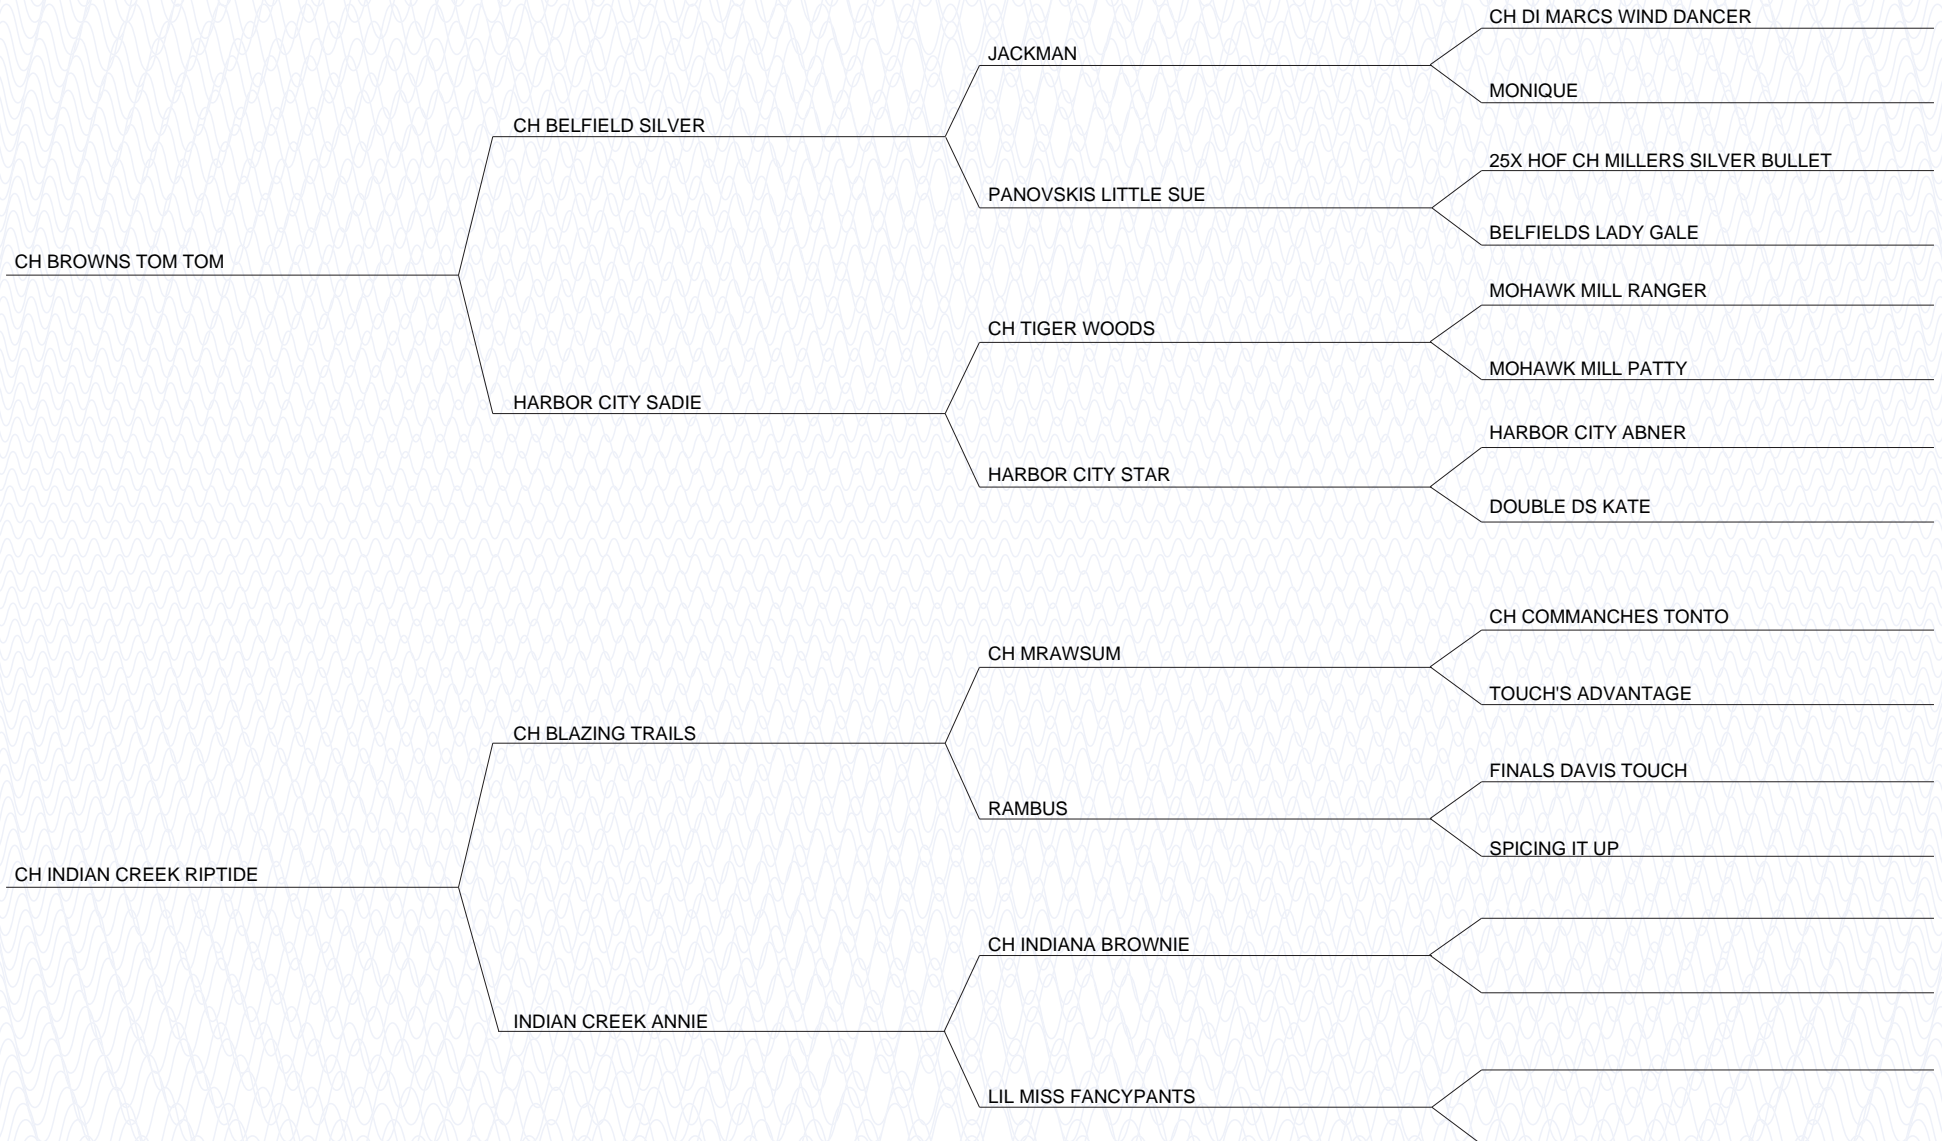 CH DI MARCS WIND DANCER
JACKMAN
MONIQUE
CH BELFIELD SILVER
25X HOF CH MILLERS SILVER BULLET
PANOVSKIS LITTLE SUE
BELFIELDS LADY GALE
CH BROWNS TOM TOM
MOHAWK MILL RANGER
CH TIGER WOODS
MOHAWK MILL PATTY
HARBOR CITY SADIE
HARBOR CITY ABNER
HARBOR CITY STAR
DOUBLE DS KATE
CH COMMANCHES TONTO
CH MRAWSUM
TOUCH'S ADVANTAGE
CH BLAZING TRAILS
FINALS DAVIS TOUCH
RAMBUS
SPICING IT UP
CH INDIAN CREEK RIPTIDE
CH INDIANA BROWNIE
INDIAN CREEK ANNIE
LIL MISS FANCYPANTS